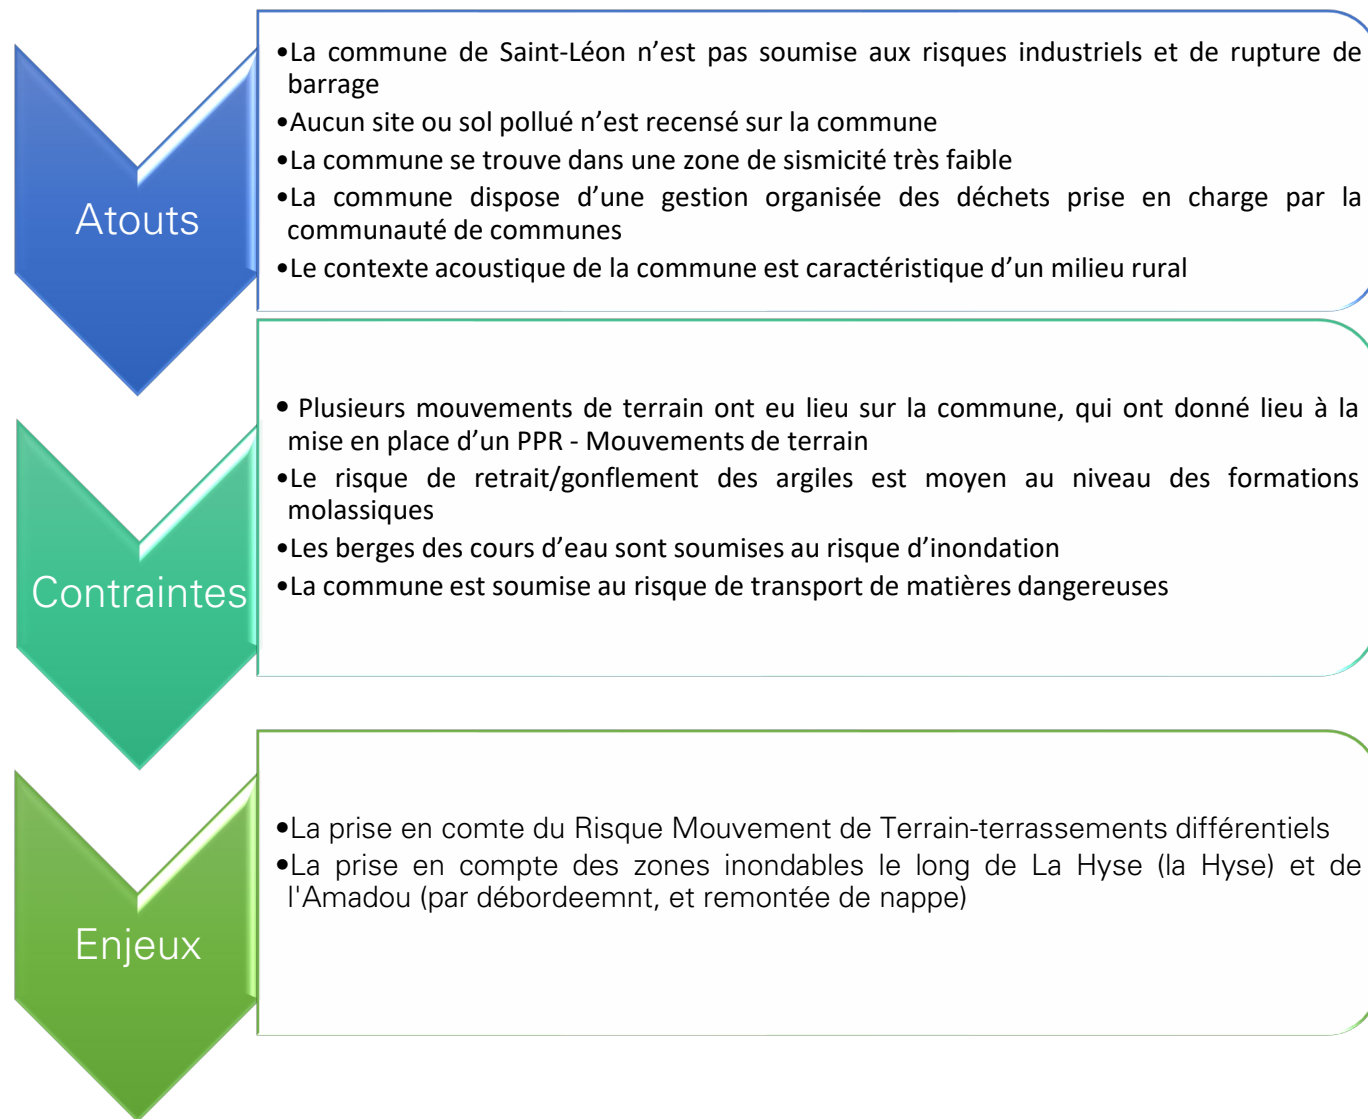 Atouts
•La commune de Saint-Léon n’est pas soumise aux risques industriels et de rupture de
barrage
•Aucun site ou sol pollué n’est recensé sur la commune
•La commune se trouve dans une zone de sismicité très faible
•La commune dispose d’une gestion organisée des déchets prise en charge par la
communauté de communes
•Le contexte acoustique de la commune est caractéristique d’un milieu rural
Contraintes
• Plusieurs mouvements de terrain ont eu lieu sur la commune, qui ont donné lieu à la
mise en place d’un PPR - Mouvements de terrain
•Le risque de retrait/gonflement des argiles est moyen au niveau des formations
molassiques
•Les berges des cours d’eau sont soumises au risque d’inondation
•La commune est soumise au risque de transport de matières dangereuses
Enjeux
•La prise en comte du Risque Mouvement de Terrain-terrassements différentiels
•La prise en compte des zones inondables le long de La Hyse (la Hyse) et de
l'Amadou (par débordeemnt, et remontée de nappe)